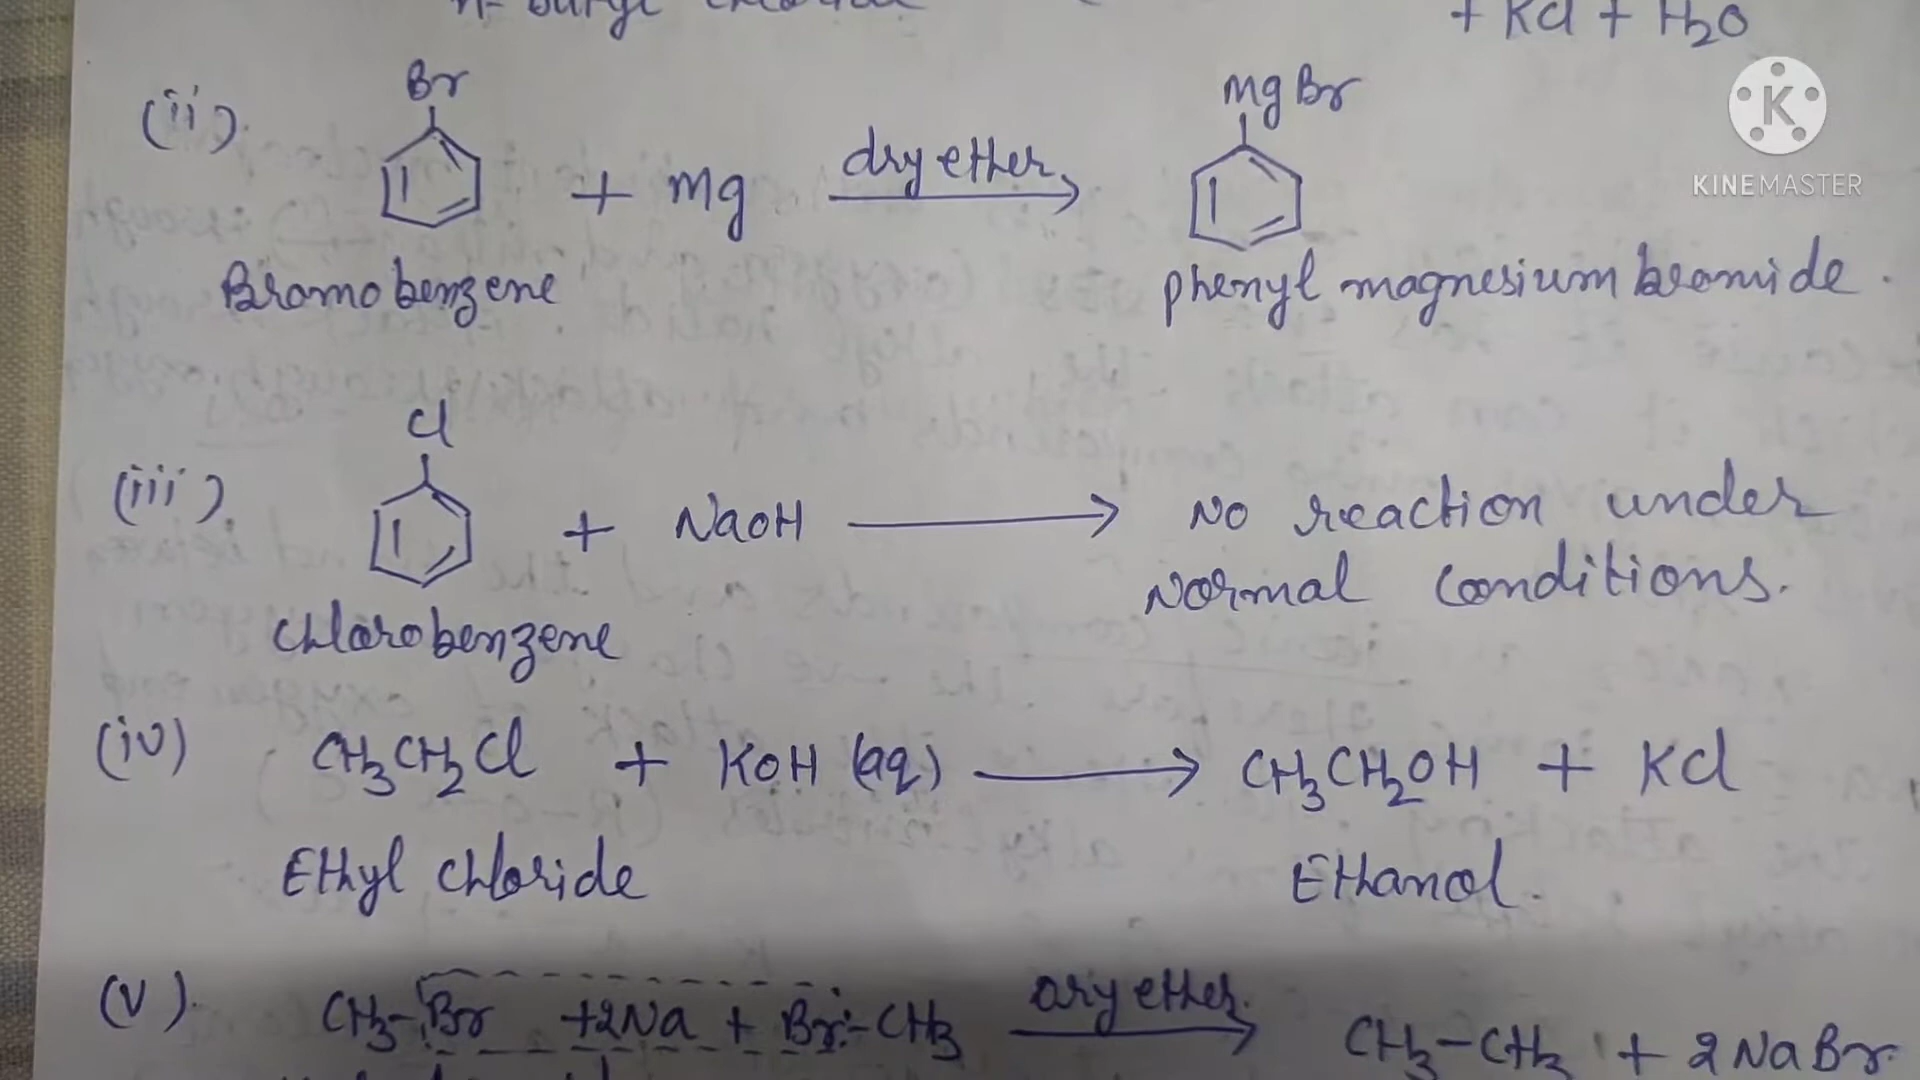 n-butyl chloride
+ KCl + H2O
(ii). Br + Mg dry ether MgBr
Bromobenzene phenyl magnesium bromide.
KINEMASTER
(iii). Cl + NaOH → No reaction under
Normal conditions.
Chlorobenzene
(iv) CH3CH2Cl + KOH (aq) → CH3CH2OH + KCl
Ethyl chloride Ethanol.
(v). CH3-Br +2Na + Br-CH3 dry ether. → CH3-CH3 + 2NaBr.